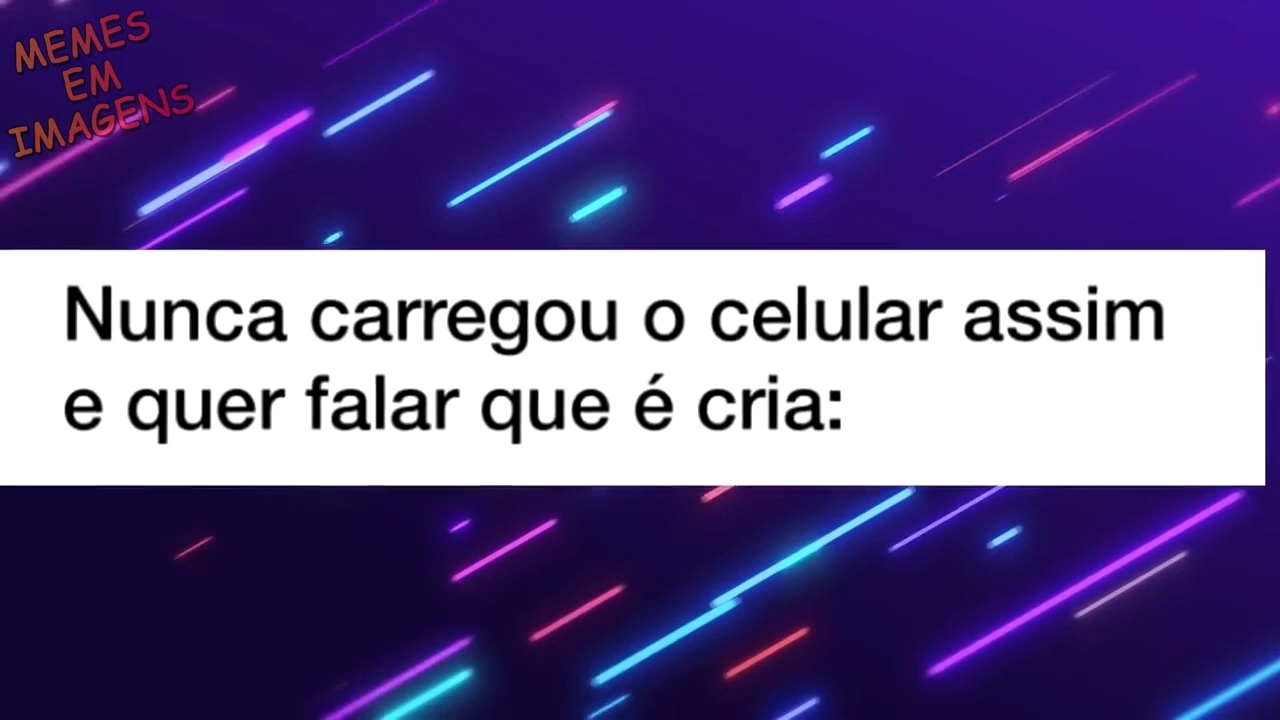 MEMES
EM
IMAGENS
Nunca carregou o celular assim
e quer falar que é cria: